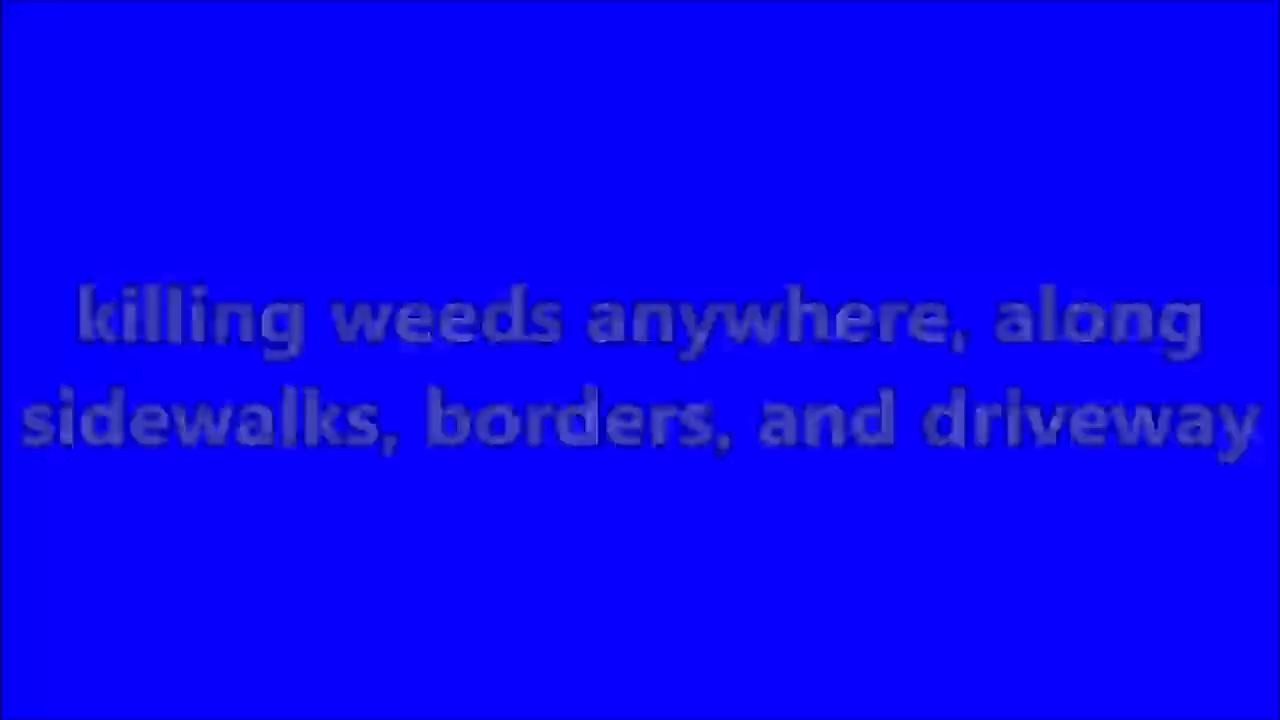 killing weeds anywhere, along
sidewalks, borders, and driveway